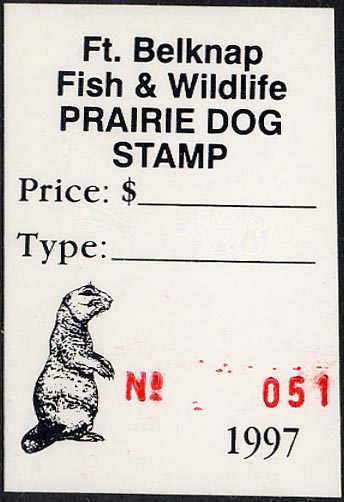 Ft. Belknap
Fish & Wildlife
PRAIRIE DOG
STAMP
Price: $
Type:
Nº 051
1997